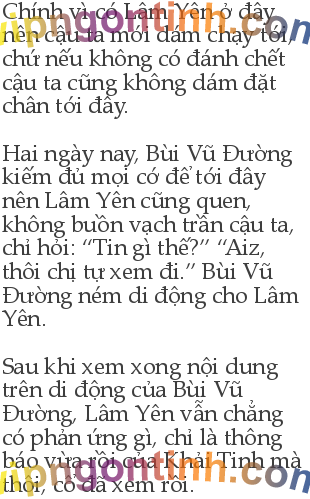 Chính vì có Lâm Yên ở đây
nên cậu ta mới dám chạy tới,
chứ nếu không có đánh chết
cậu ta cũng không dám đặt
chân tới đây.

Hai ngày nay, Bùi Vũ Đường
kiếm đủ mọi cớ để tới đây
nên Lâm Yên cũng quen,
không buồn vạch trần cậu ta,
chỉ hỏi: “Tin gì thế?” “Aiz,
thôi chị tự xem đi.” Bùi Vũ
Đường ném di động cho Lâm
Yên.

Sau khi xem xong nội dung
trên di động của Bùi Vũ
Đường, Lâm Yên vẫn chẳng
có phản ứng gì, chỉ là thông
báo vừa rồi của Khải Tinh mà
thôi, cô đã xem rồi.
vipngontinh.com
vipngontinh.com